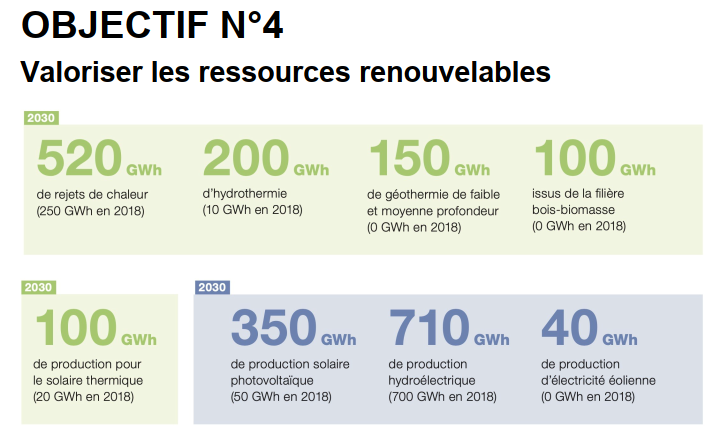 OBJECTIF N°4
Valoriser les ressources renouvelables
2030
520 GWh
de rejets de chaleur
(250 GWh en 2018)
200 GWh
d'hydrothermie
(10 GWh en 2018)
150 GWh
de géothermie de faible
et moyenne profondeur
(0 GWh en 2018)
100 GWh
issus de la filière
bois-biomasse
(0 GWh en 2018)
2030
100 GWh
de production pour
le solaire thermique
(20 GWh en 2018)
2030
350 GWh
de production solaire
photovoltaïque
(50 GWh en 2018)
710 GWh
de production
hydroélectrique
(700 GWh en 2018)
40 GWh
de production
d'électricité éolienne
(0 GWh en 2018)